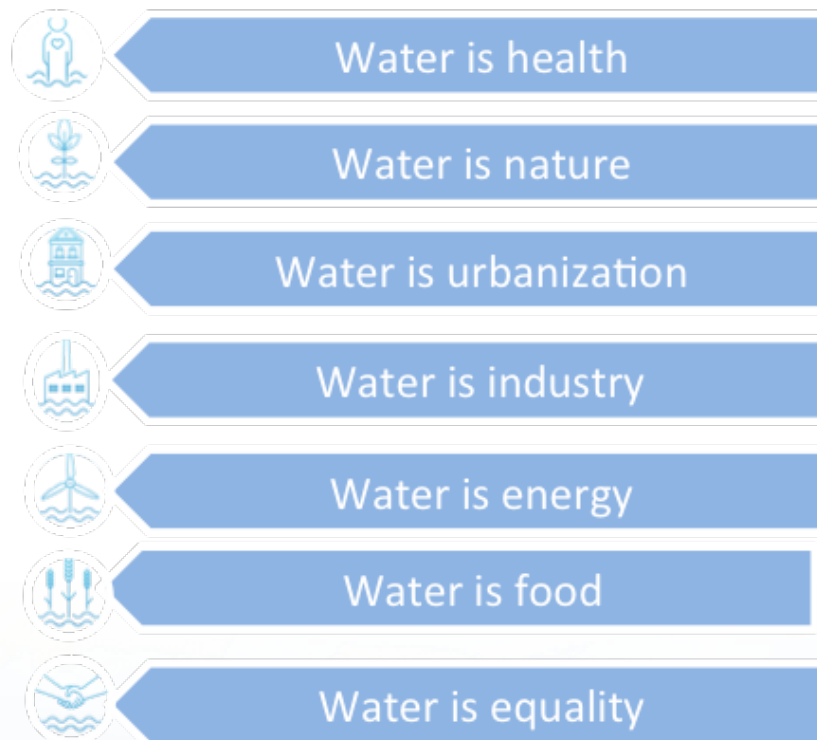 Water is health
Water is nature
Water is urbanization
Water is industry
Water is energy
Water is food
Water is equality